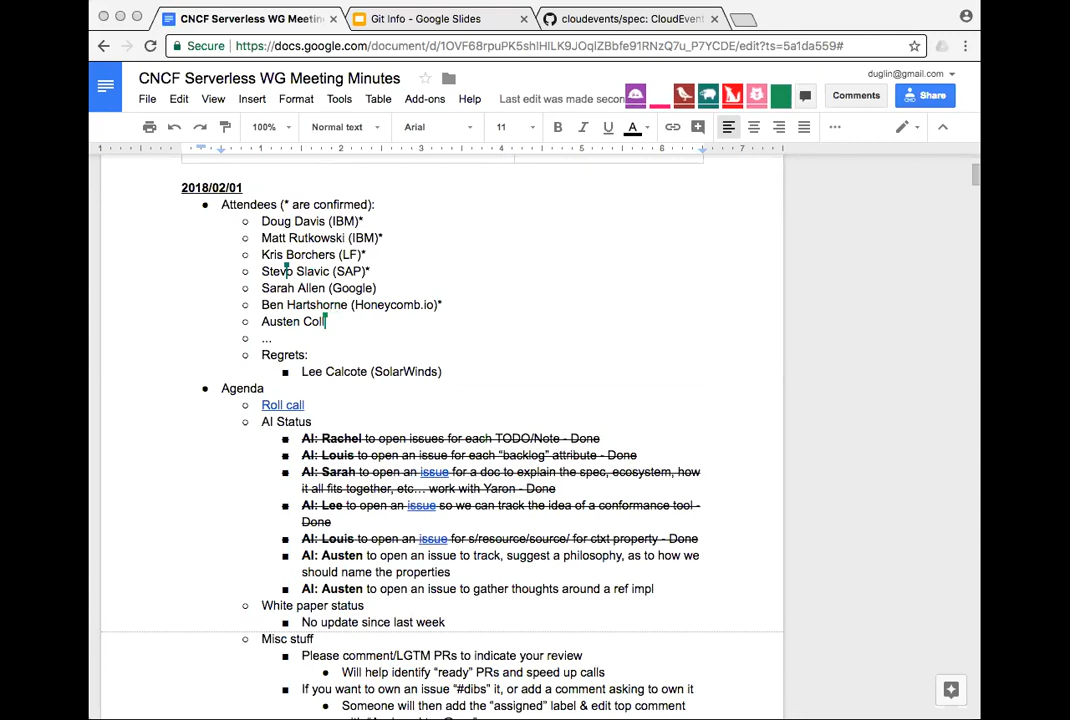 CNCF Serverless WG Meetin
Git Info - Google Slides
cloudevents/spec: CloudEven
Secure
https://docs.google.com/document/d/
/edit?ts=5a1da559#
CNCF Serverless WG Meeting Minutes
duglin@gmail.com
File Edit View Insert Format Tools Table Add-ons Help Last edit was made secon
Comments
Share
100% Normal text Arial 11 B I U A
1 1 2 3 4 5 6 7
2018/02/01
Attendees (* are confirmed):
Doug Davis (IBM)*
Matt Rutkowski (IBM)*
Kris Borchers (LF)*
Stevo Slavic (SAP)*
Sarah Allen (Google)
Ben Hartshorne (Honeycomb.io)*
Austen Coll
...
Regrets:
Lee Calcote (SolarWinds)
Agenda
Roll call
AI Status
AI: Rachel to open issues for each TODO/Note - Done
AI: Louis to open an issue for each “backlog” attribute - Done
AI: Sarah to open an issue for a doc to explain the spec, ecosystem, how
it all fits together, etc… work with Yaron - Done
AI: Lee to open an issue so we can track the idea of a conformance tool -
Done
AI: Louis to open an issue for s/resource/source/ for ctxt property - Done
AI: Austen to open an issue to track, suggest a philosophy, as to how we
should name the properties
AI: Austen to open an issue to gather thoughts around a ref impl
White paper status
No update since last week
Misc stuff
Please comment/LGTM PRs to indicate your review
Will help identify “ready” PRs and speed up calls
If you want to own an issue “#dibs” it, or add a comment asking to own it
Someone will then add the “assigned” label & edit top comment